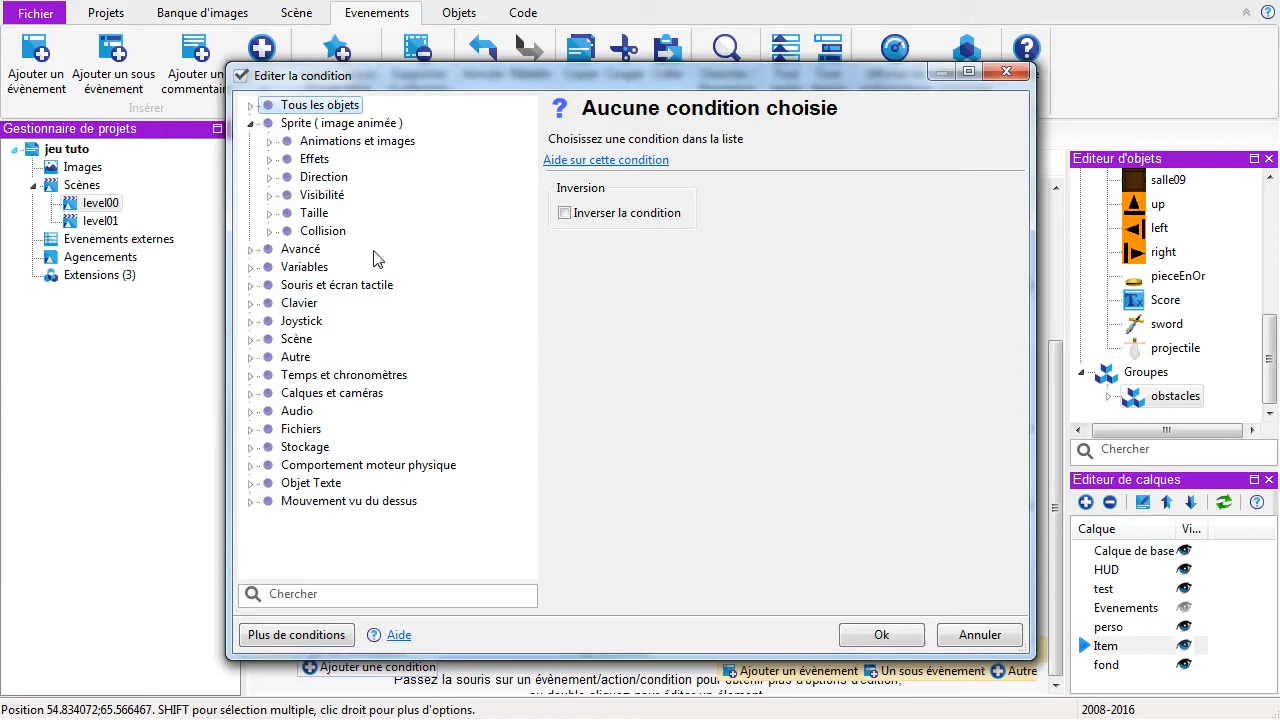 Fichier
Projets
Banque d'images
Scène
Evenements
Objets
Code
Ajouter un évènement
Ajouter un sous évènement
Ajouter un commentai
Insérer
Gestionnaire de projets
jeu tuto
Images
Scènes
level00
level01
Evenements externes
Agencements
Extensions (3)
Editer la condition
Tous les objets
Sprite ( image animée )
Animations et images
Effets
Direction
Visibilité
Taille
Collision
Avancé
Variables
Souris et écran tactile
Clavier
Joystick
Scène
Autre
Temps et chronomètres
Calques et caméras
Audio
Fichiers
Stockage
Comportement moteur physique
Objet Texte
Mouvement vu du dessus
Chercher
Plus de conditions
Aide
? Aucune condition choisie
Choisissez une condition dans la liste
Aide sur cette condition
Inversion
Inverser la condition
Ok
Annuler
Ajouter une condition
Ajouter un évènement
Un sous évènement
Autre
Passez la souris sur un évènement/action/condition pour obtenir plus d'options d'édition,
ou double-cliquez pour éditer un élement.
Editeur d'objets
salle09
up
left
right
pieceEnOr
Score
sword
projectile
Groupes
obstacles
Chercher
Editeur de calques
Calque
Vi...
Calque de base
HUD
test
Evenements
perso
Item
fond
Position 54.834072;65.566467. SHIFT pour sélection multiple, clic droit pour plus d'options.
2008-2016